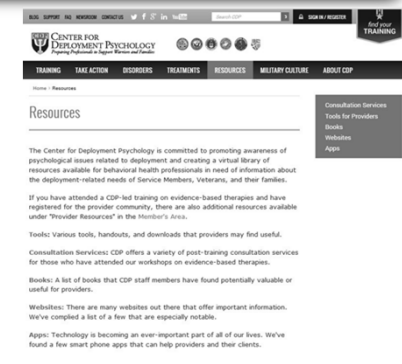 BLOG SUPPORT FAQ NEWSROOM CONTACT US
Search CDP
SIGN IN / REGISTER
find your
TRAINING
CENTER FOR
DEPLOYMENT PSYCHOLOGY
Preparing Professionals to Support Warriors and Families
TRAINING TAKE ACTION DISORDERS TREATMENTS RESOURCES MILITARY CULTURE ABOUT CDP
Home › Resources
Resources
Consultation Services
Tools for Providers
Books
Websites
Apps
The Center for Deployment Psychology is committed to promoting awareness of
psychological issues related to deployment and creating a virtual library of
resources available for behavioral health professionals in need of information about
the deployment-related needs of Service Members, Veterans, and their families.
If you have attended a CDP-led training on evidence-based therapies and have
registered for the provider community, there are also additional resources available
under "Provider Resources" in the Member's Area.
Tools: Various tools, handouts, and downloads that providers may find useful.
Consultation Services: CDP offers a variety of post-training consultation services
for those who have attended our workshops on evidence-based therapies.
Books: A list of books that CDP staff members have found potentially valuable or
useful for providers.
Websites: There are many websites out there that offer important information.
We've complied a list of a few that are especially notable.
Apps: Technology is becoming an ever-important part of all of our lives. We've
found a few smart phone apps that can help providers and their clients.